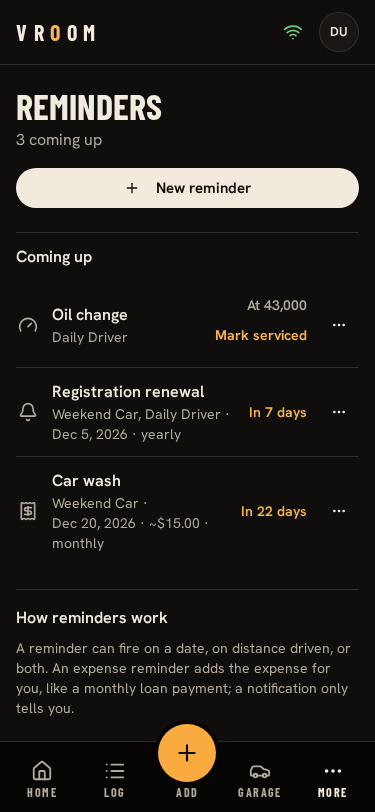 VROOM
DU
REMINDERS
3 coming up
New reminder
Coming up
Oil change
Daily Driver
At 43,000
Mark serviced
Registration renewal
Weekend Car, Daily Driver ·
Dec 5, 2026 · yearly
In 7 days
Car wash
Weekend Car ·
Dec 20, 2026 · ~$15.00 ·
monthly
In 22 days
How reminders work
A reminder can fire on a date, on distance driven, or
both. An expense reminder adds the expense for
you, like a monthly loan payment; a notification only
tells you.
HOME
LOG
ADD
GARAGE
MORE